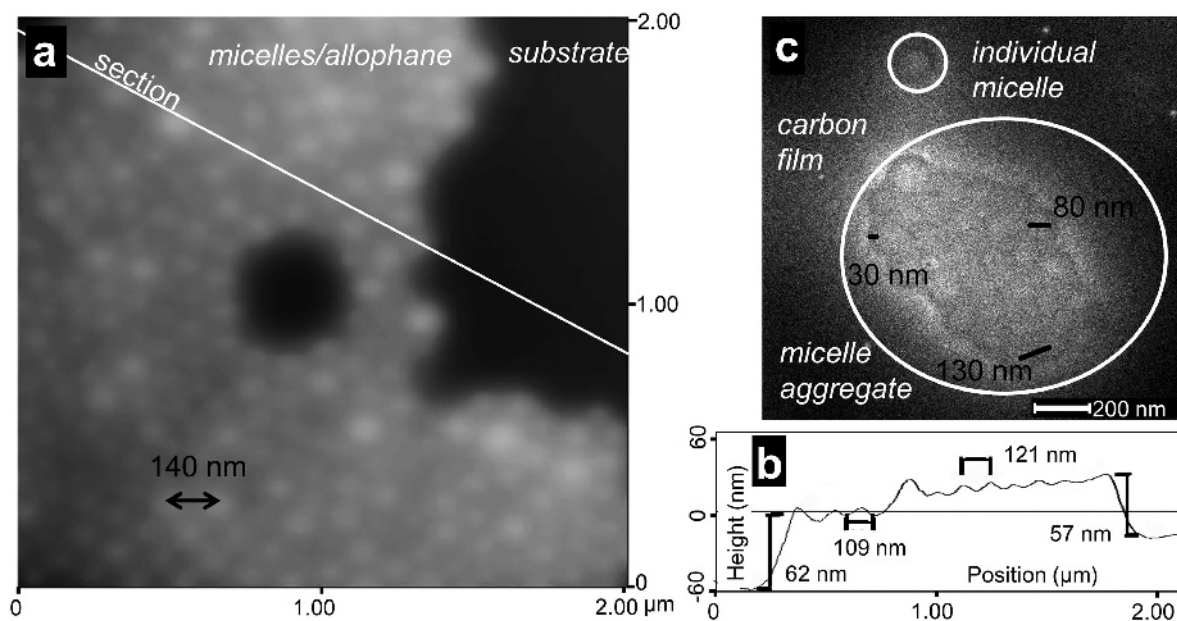 a
micelles/allophane
substrate
section
140 nm
2.00
1.00
0
0
1.00
2.00 µm
c
individual
micelle
carbon
film
80 nm
30 nm
micelle
aggregate
130 nm
200 nm
b
60
0
-60
Height (nm)
62 nm
109 nm
121 nm
57 nm
Position (µm)
0
1.00
2.00